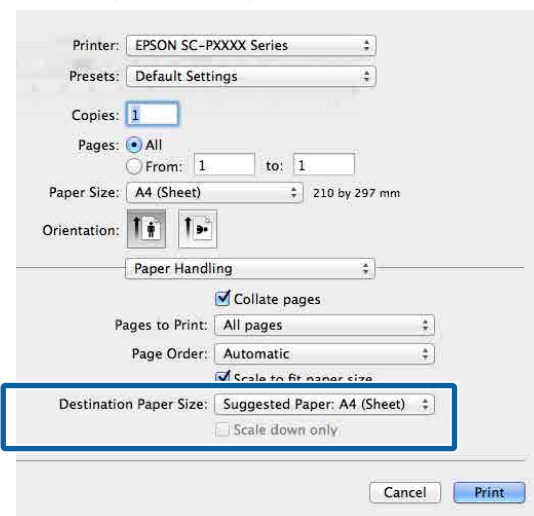 Printer: EPSON SC-PXXXX Series
Presets: Default Settings
Copies: 1
Pages: All
From: 1 to: 1
Paper Size: A4 (Sheet) 210 by 297 mm
Orientation:
Paper Handling
Collate pages
Pages to Print: All pages
Page Order: Automatic
Scale to fit paper size
Destination Paper Size: Suggested Paper: A4 (Sheet)
Scale down only
Cancel Print